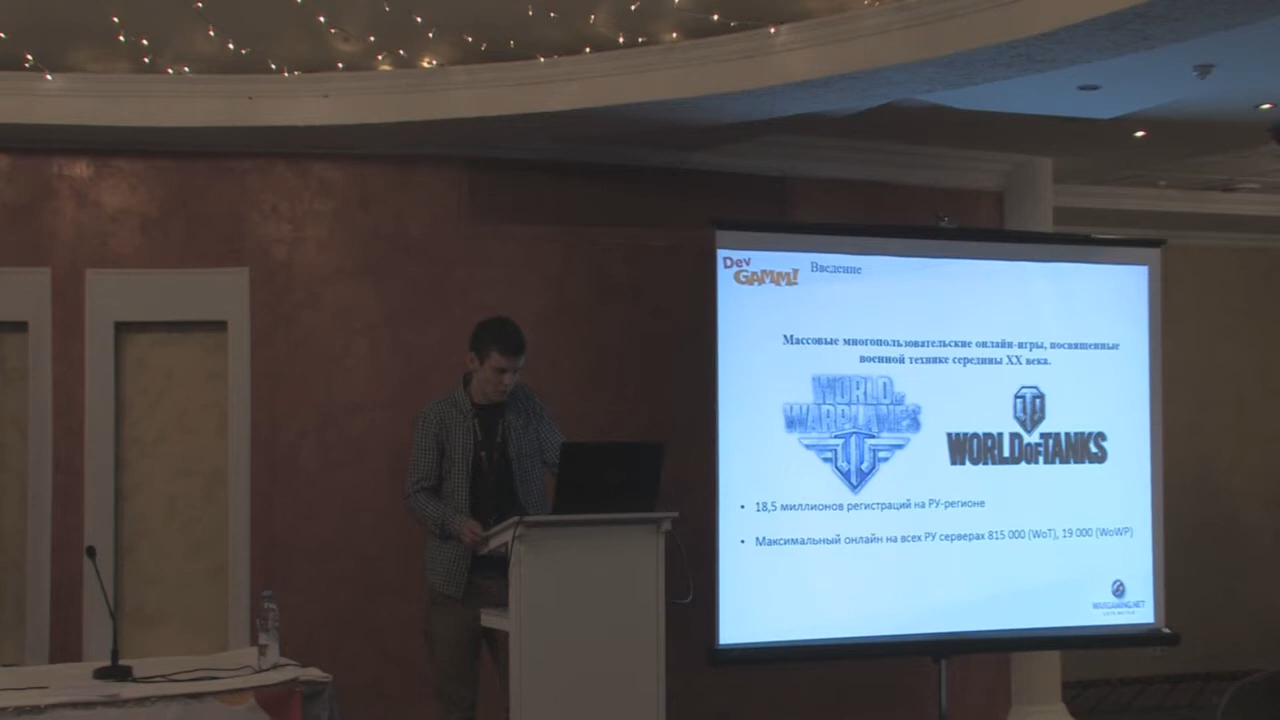 Dev
GAMM!
Введение
Массовые многопользовательские онлайн-игры, посвященные
военной технике середины XX века.
WORLD OF
WARPLANES
WORLD OF TANKS
• 18,5 миллионов регистраций на РУ-регионе
• Максимальный онлайн на всех РУ серверах 815 000 (WoT), 19 000 (WoWP)
WARGAMING.NET
LET'S BATTLE